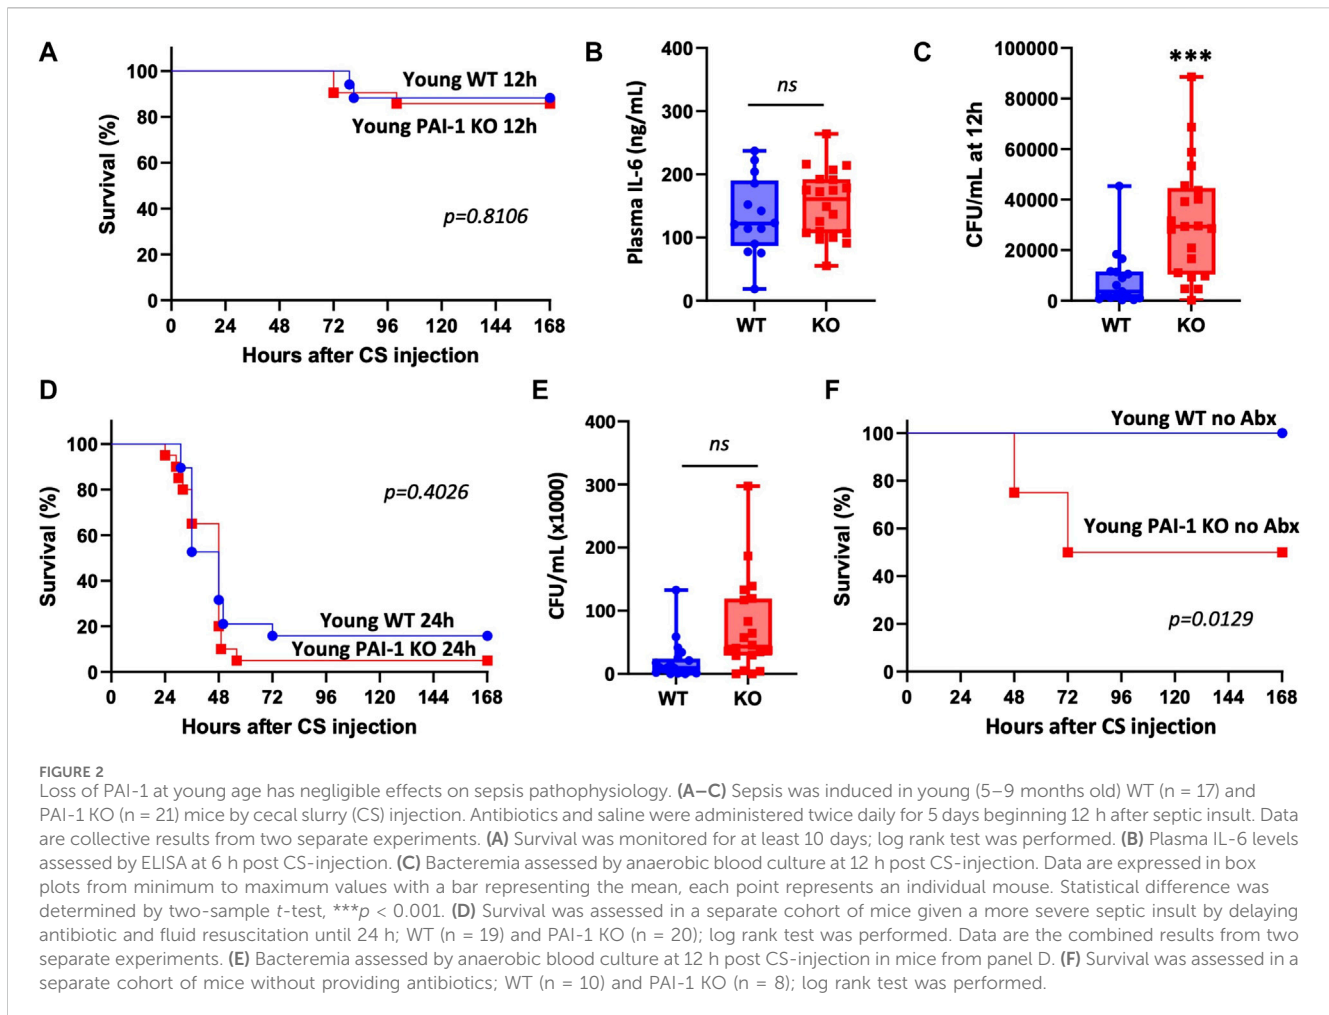 A
Survival (%)
100
80
60
40
20
0
Young WT 12h
Young PAI-1 KO 12h
p=0.8106
0 24 48 72 96 120 144 168
Hours after CS injection
B
Plasma IL-6 (ng/mL)
400
300
200
100
0
ns
WT KO
C
CFU/mL at 12h
100000
80000
60000
40000
20000
0
***
WT KO
D
Survival (%)
100
80
60
40
20
0
p=0.4026
Young WT 24h
Young PAI-1 KO 24h
0 24 48 72 96 120 144 168
Hours after CS injection
E
CFU/mL (x1000)
400
300
200
100
0
ns
WT KO
F
Survival (%)
100
80
60
40
20
0
Young WT no Abx
Young PAI-1 KO no Abx
p=0.0129
0 24 48 72 96 120 144 168
Hours after CS injection
FIGURE 2
Loss of PAI-1 at young age has negligible effects on sepsis pathophysiology. (A–C) Sepsis was induced in young (5–9 months old) WT (n = 17) and
PAI-1 KO (n = 21) mice by cecal slurry (CS) injection. Antibiotics and saline were administered twice daily for 5 days beginning 12 h after septic insult. Data
are collective results from two separate experiments. (A) Survival was monitored for at least 10 days; log rank test was performed. (B) Plasma IL-6 levels
assessed by ELISA at 6 h post CS-injection. (C) Bacteremia assessed by anaerobic blood culture at 12 h post CS-injection. Data are expressed in box
plots from minimum to maximum values with a bar representing the mean, each point represents an individual mouse. Statistical difference was
determined by two-sample t-test, ***p < 0.001. (D) Survival was assessed in a separate cohort of mice given a more severe septic insult by delaying
antibiotic and fluid resuscitation until 24 h; WT (n = 19) and PAI-1 KO (n = 20); log rank test was performed. Data are the combined results from two
separate experiments. (E) Bacteremia assessed by anaerobic blood culture at 12 h post CS-injection in mice from panel D. (F) Survival was assessed in a
separate cohort of mice without providing antibiotics; WT (n = 10) and PAI-1 KO (n = 8); log rank test was performed.